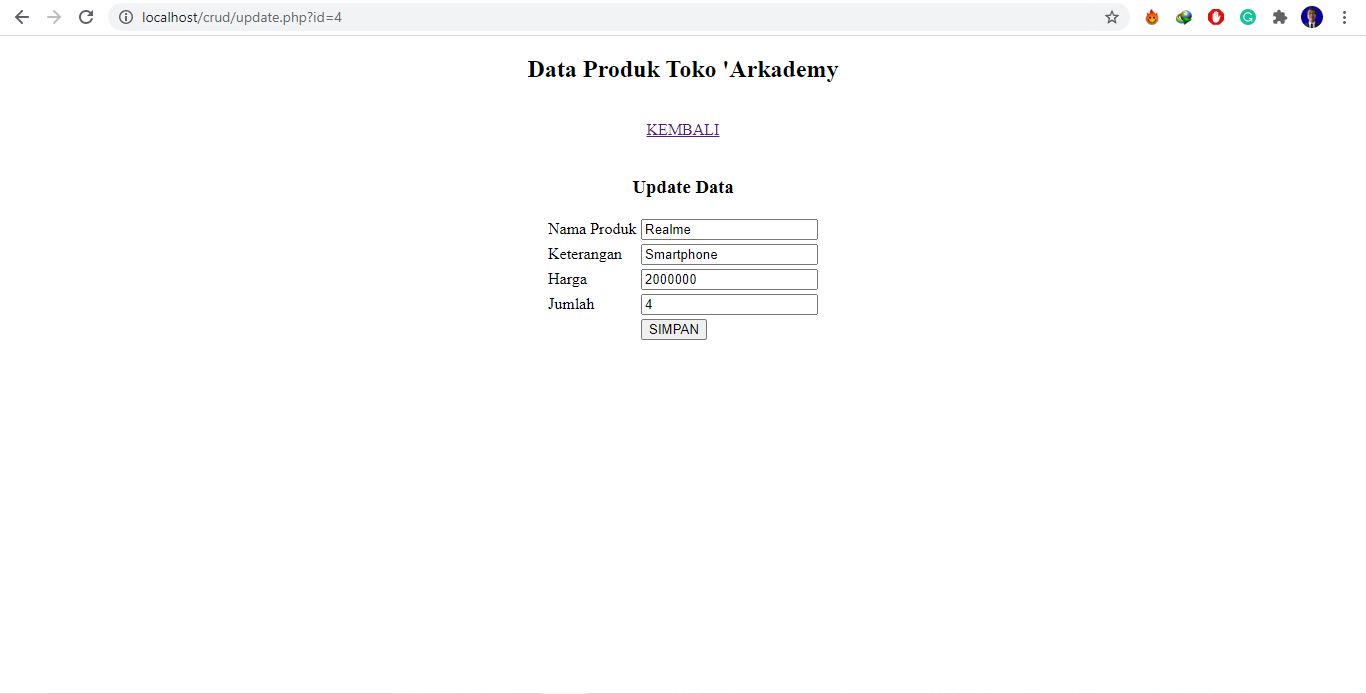 localhost/crud/update.php?id=4
Data Produk Toko 'Arkademy
KEMBALI
Update Data
Nama Produk Realme
Keterangan Smartphone
Harga 2000000
Jumlah 4
SIMPAN